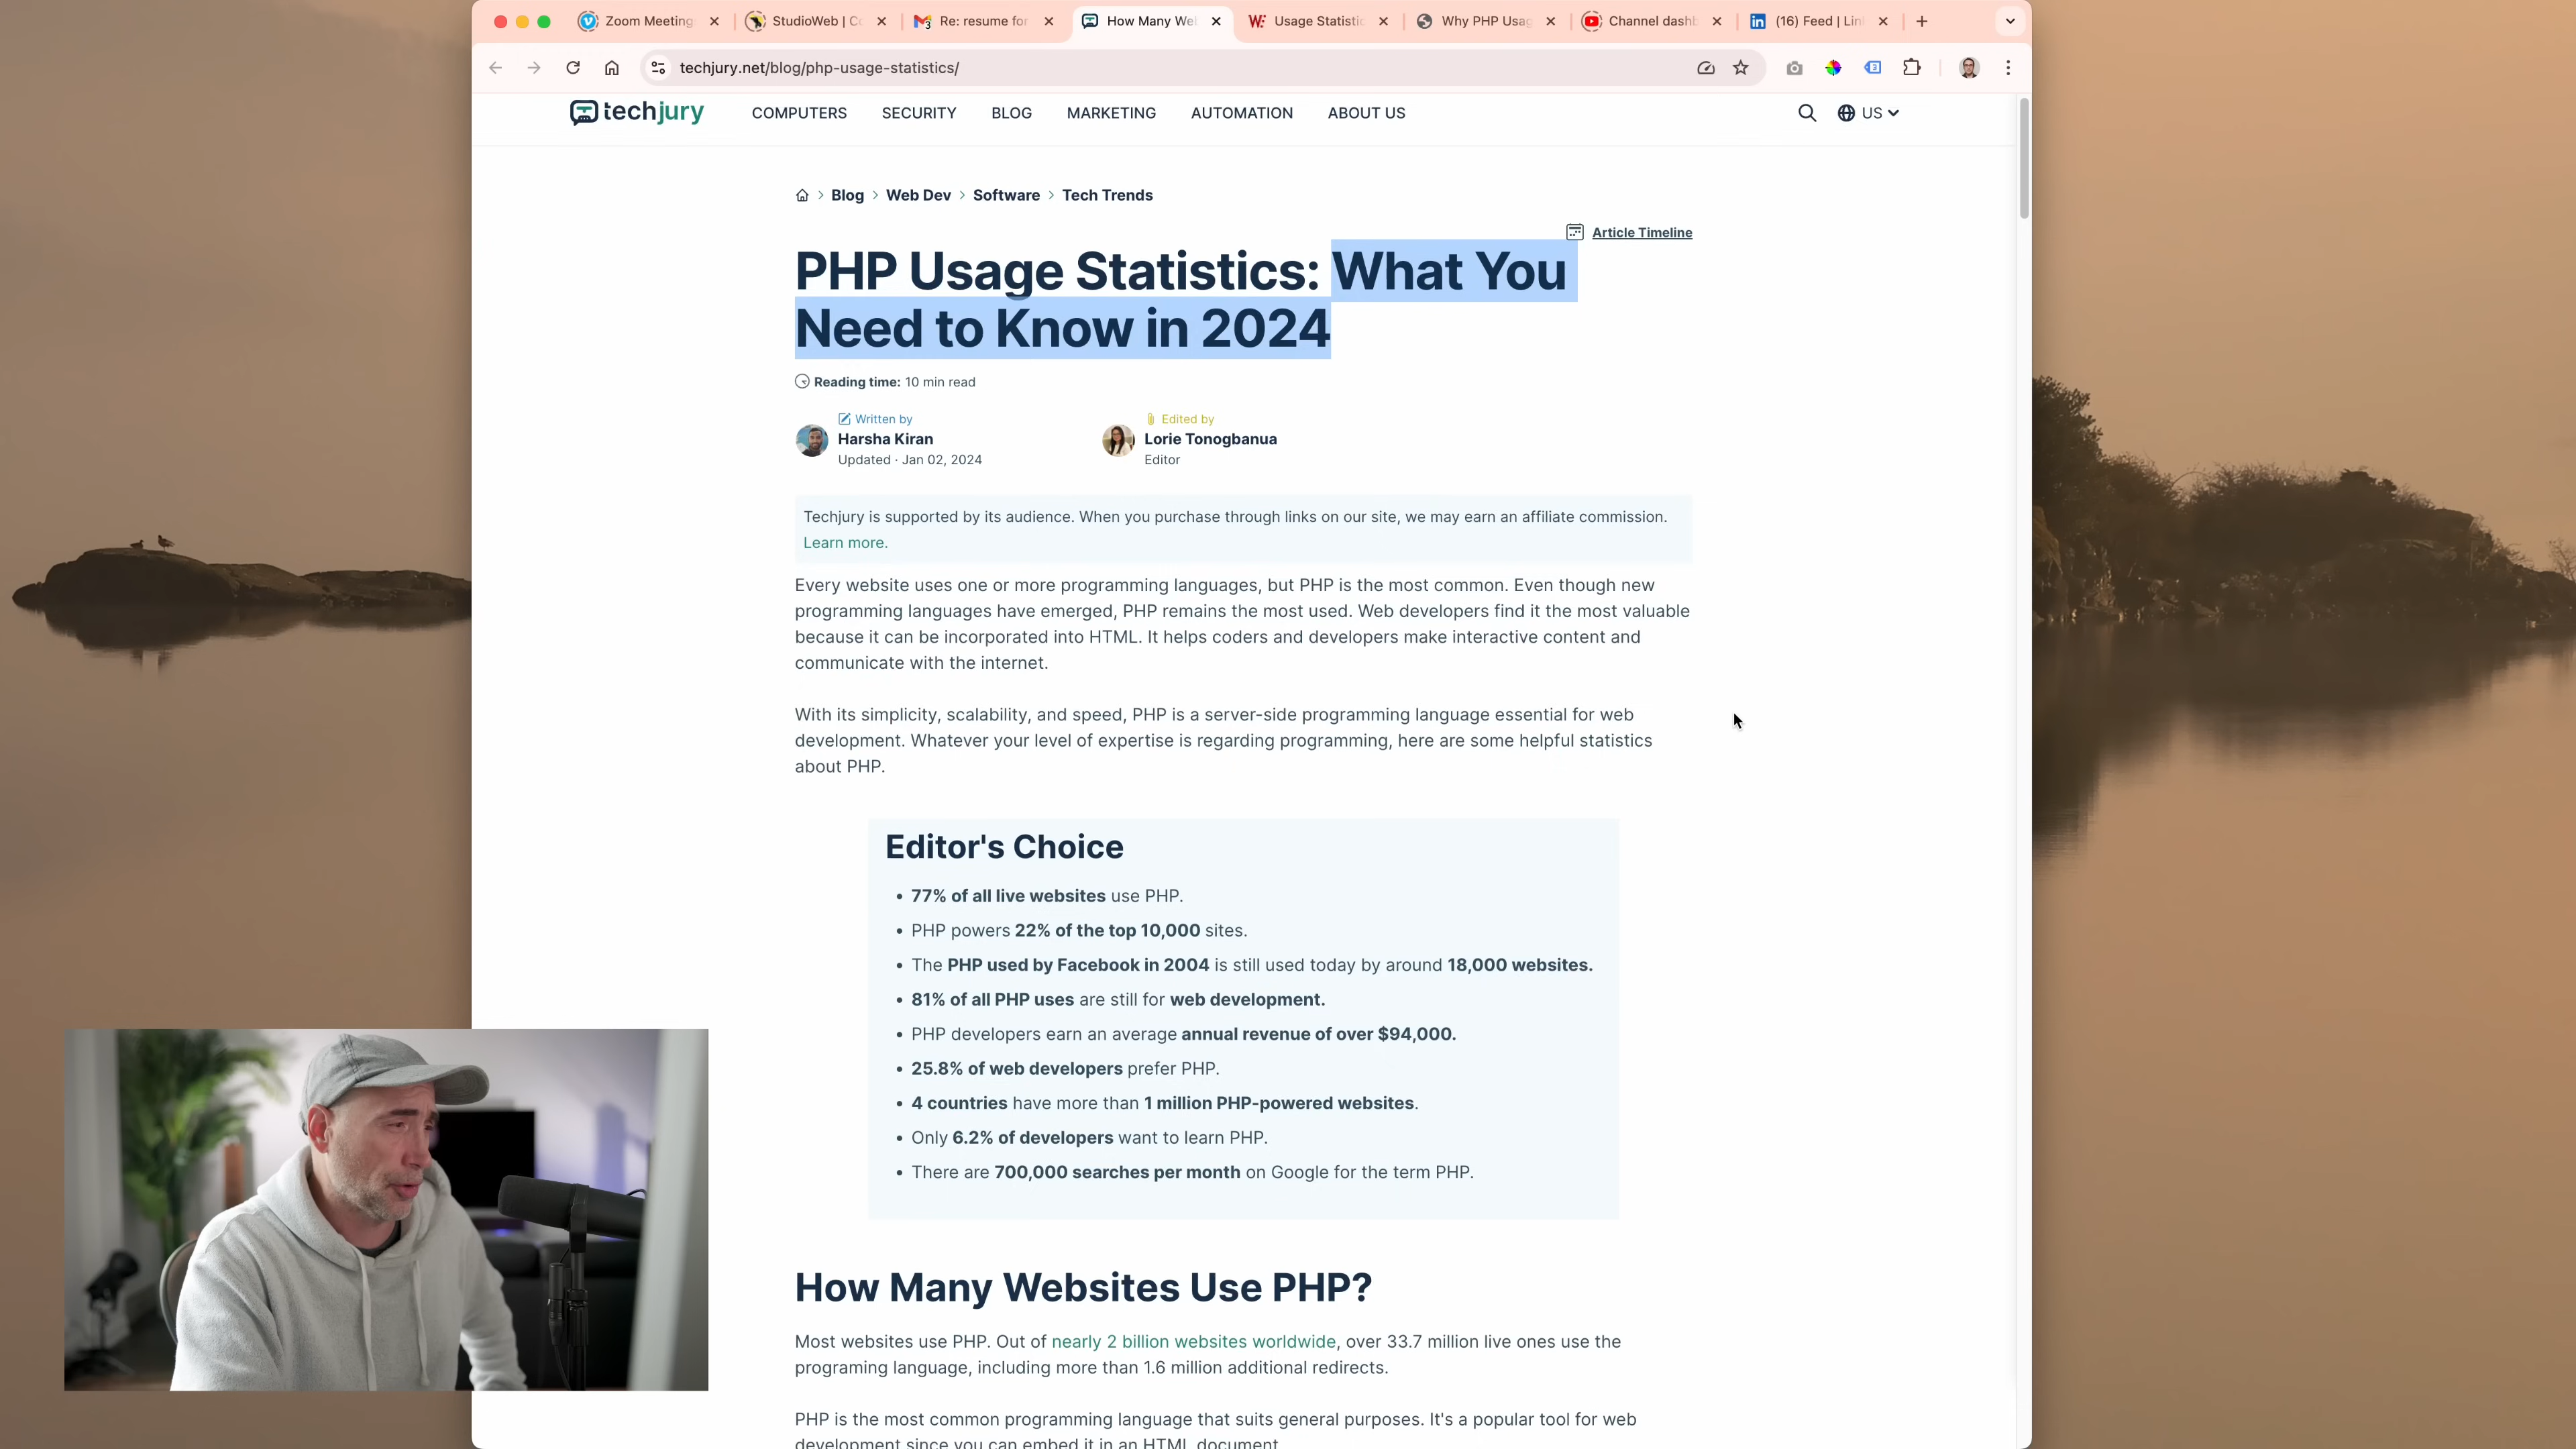 Zoom Meeting
StudioWeb | Co
Re: resume for
How Many Wel
Usage Statistic
Why PHP Usag
Channel dashb
(16) Feed | Lin
techjury.net/blog/php-usage-statistics/
techjury
COMPUTERS
SECURITY
BLOG
MARKETING
AUTOMATION
ABOUT US
US
Blog > Web Dev > Software > Tech Trends
Article Timeline
PHP Usage Statistics: What You
Need to Know in 2024
Reading time: 10 min read
Written by
Harsha Kiran
Updated · Jan 02, 2024
Edited by
Lorie Tonogbanua
Editor
Techjury is supported by its audience. When you purchase through links on our site, we may earn an affiliate commission.
Learn more.
Every website uses one or more programming languages, but PHP is the most common. Even though new
programming languages have emerged, PHP remains the most used. Web developers find it the most valuable
because it can be incorporated into HTML. It helps coders and developers make interactive content and
communicate with the internet.
With its simplicity, scalability, and speed, PHP is a server-side programming language essential for web
development. Whatever your level of expertise is regarding programming, here are some helpful statistics
about PHP.
Editor's Choice
• 77% of all live websites use PHP.
• PHP powers 22% of the top 10,000 sites.
• The PHP used by Facebook in 2004 is still used today by around 18,000 websites.
• 81% of all PHP uses are still for web development.
• PHP developers earn an average annual revenue of over $94,000.
• 25.8% of web developers prefer PHP.
• 4 countries have more than 1 million PHP-powered websites.
• Only 6.2% of developers want to learn PHP.
• There are 700,000 searches per month on Google for the term PHP.
How Many Websites Use PHP?
Most websites use PHP. Out of nearly 2 billion websites worldwide, over 33.7 million live ones use the
programing language, including more than 1.6 million additional redirects.
PHP is the most common programming language that suits general purposes. It's a popular tool for web
development since you can embed it in an HTML document.